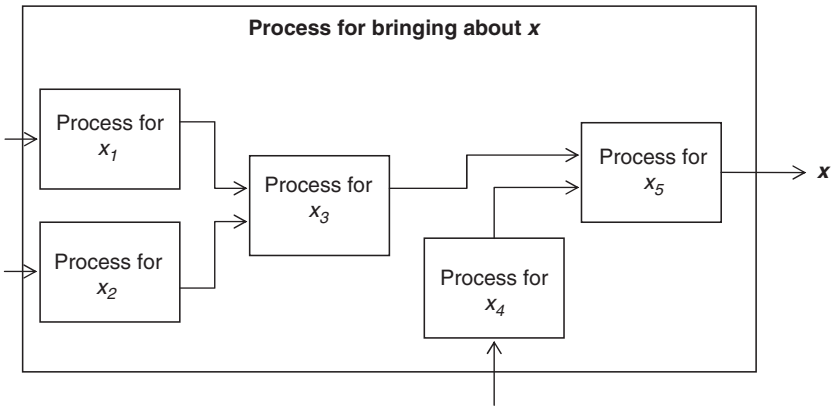 Process for bringing about x
Process for
x1
Process for
x2
Process for
x3
Process for
x4
Process for
x5
x